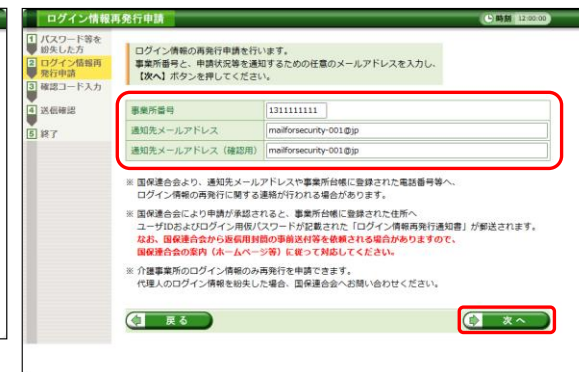 ログイン情報再発行申請
時刻 12:00:00
1 パスワード等を
紛失した方
2 ログイン情報再
発行申請
3 確認コード入力
4 送信確認
5 終了
ログイン情報の再発行申請を行います。
事業所番号と、申請状況等を通知するための任意のメールアドレスを入力し、
【次へ】ボタンを押してください。
事業所番号 1311111111
通知先メールアドレス mailforsecurity-001@jp
通知先メールアドレス（確認用） mailforsecurity-001@jp
※ 国保連合会より、通知先メールアドレスや事業所台帳に登録された電話番号等へ、
ログイン情報の再発行に関する連絡が行われる場合があります。
※ 国保連合会により申請が承認されると、事業所台帳に登録された住所へ
ユーザIDおよびログイン用仮パスワードが記載された「ログイン情報再発行通知書」が郵送されます。
なお、国保連合会から返信用封筒の事前送付等を依頼される場合がありますので、
国保連合会の案内（ホームページ等）に従って対応してください。
※ 介護事業所のログイン情報のみ再発行を申請できます。
代理人のログイン情報を紛失した場合、国保連合会へお問い合わせください。
戻る
次へ